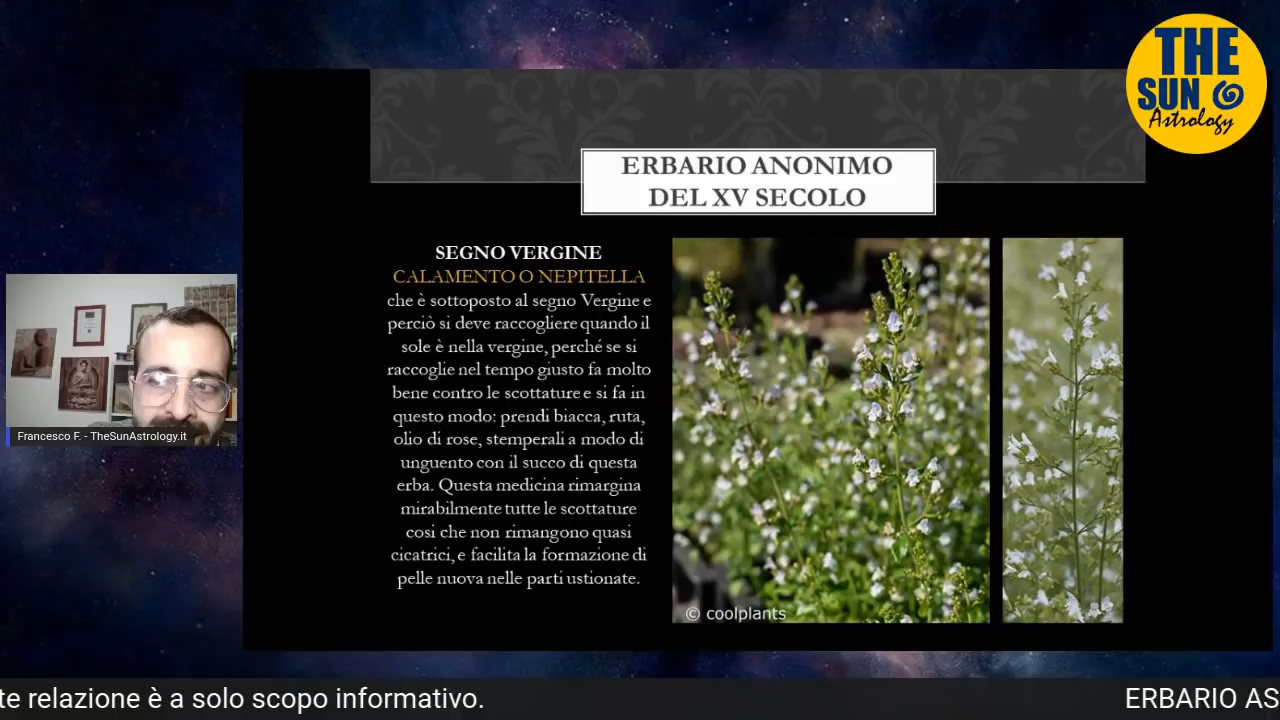 THE
SUN
Astrology
ERBARIO ANONIMO
DEL XV SECOLO
SEGNO VERGINE
CALAMENTO O NEPITELLA
che è sottoposto al segno Vergine e
perciò si deve raccogliere quando il
sole è nella vergine, perché se si
raccoglie nel tempo giusto fa molto
bene contro le scottature e si fa in
questo modo: prendi biacca, ruta,
olio di rose, stemperali a modo di
unguento con il succo di questa
erba. Questa medicina rimargina
mirabilmente tutte le scottature
cosi che non rimangono quasi
cicatrici, e facilita la formazione di
pelle nuova nelle parti ustionate.
© coolplants
Francesco F. - TheSunAstrology.it
te relazione è a solo scopo informativo.
ERBARIO AS